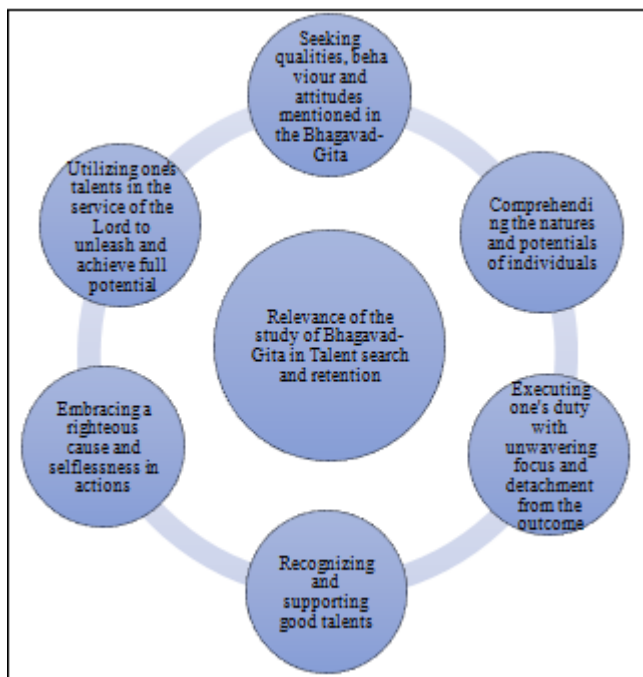 Seeking
qualities, beha
viour and
attitudes
mentioned in
the Bhagavad-
Gita
Comprehendi
ng the natures
and potentials
of individuals
Executing
one's duty
with
unwavering
focus and
detachment
from the
outcome
Recognizing
and
supporting
good talents
Embracing a
righteous
cause and
selflessness in
actions
Utilizing one's
talents in the
service of the
Lord to
unleash and
achieve full
potential
Relevance of the
study of Bhagavad-
Gita in Talent search
and retention